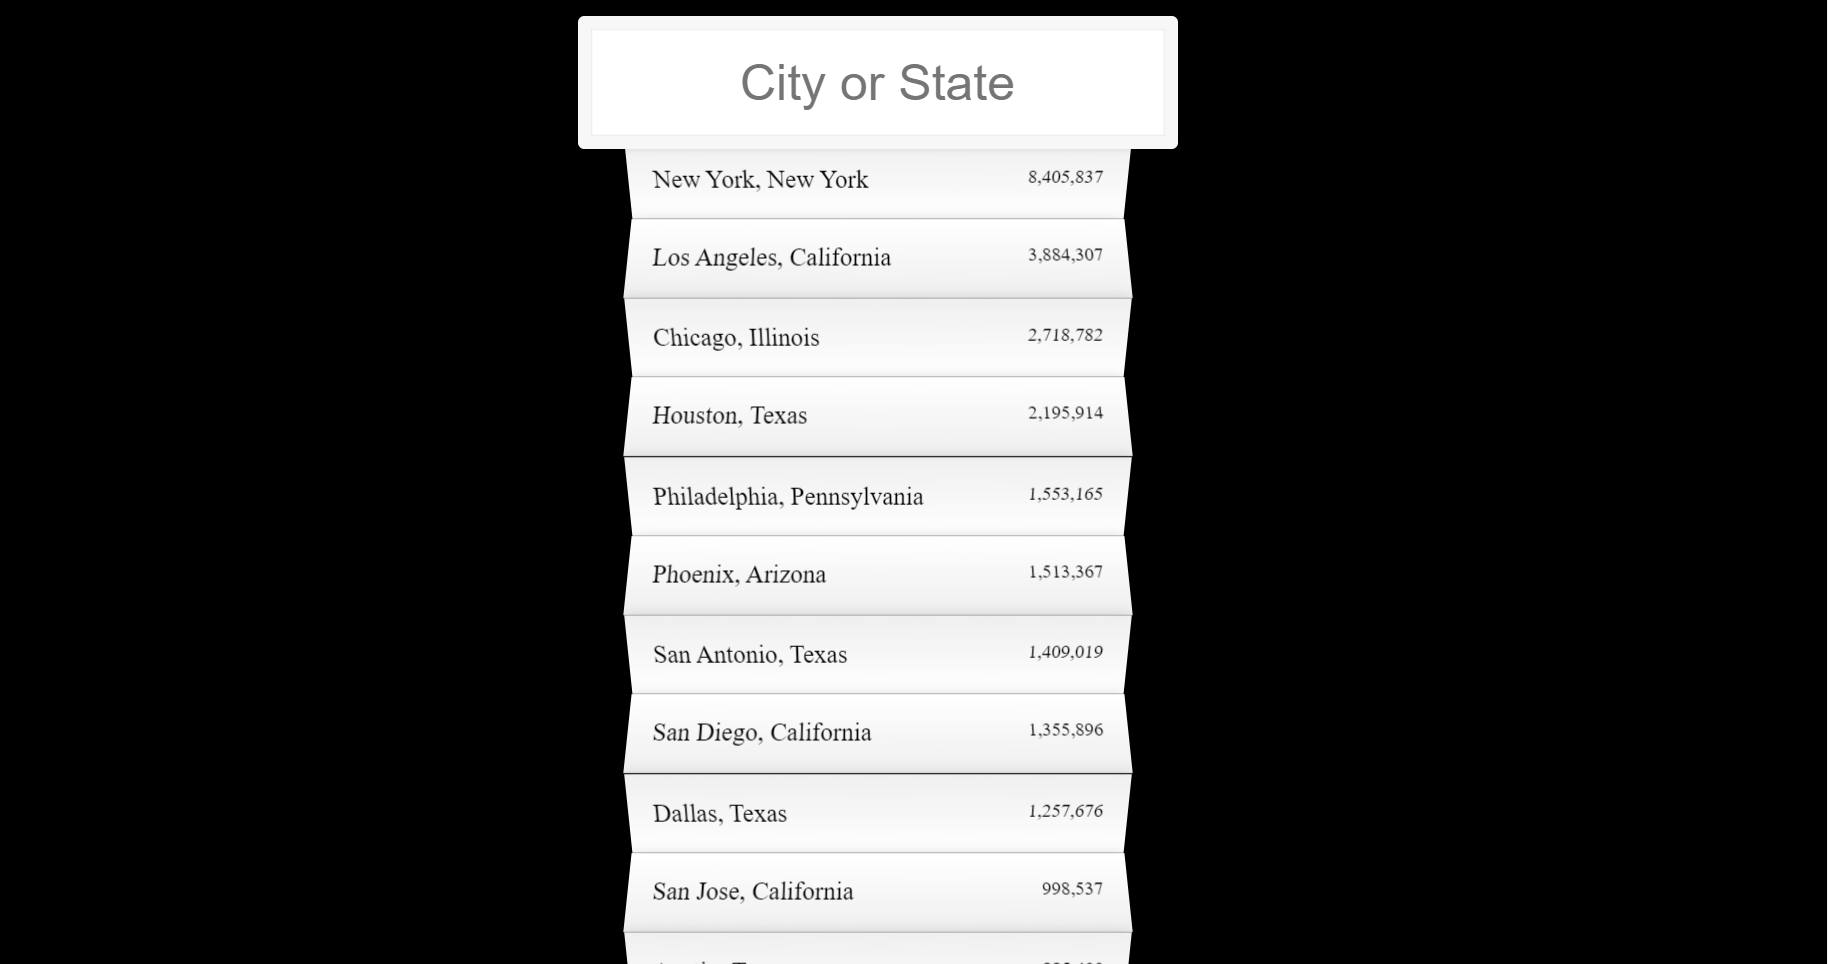 City or State
New York, New York 8,405,837
Los Angeles, California 3,884,307
Chicago, Illinois 2,718,782
Houston, Texas 2,195,914
Philadelphia, Pennsylvania 1,553,165
Phoenix, Arizona 1,513,367
San Antonio, Texas 1,409,019
San Diego, California 1,355,896
Dallas, Texas 1,257,676
San Jose, California 998,537